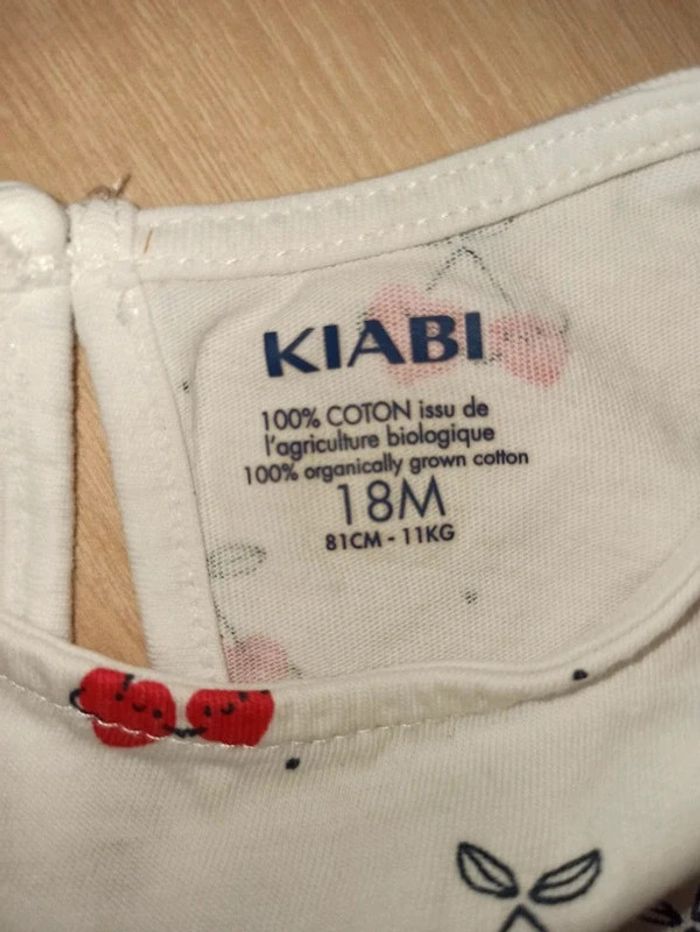 KIABI
100% COTON issu de
l'agriculture biologique
100% organically grown cotton
18M
81CM - 11KG